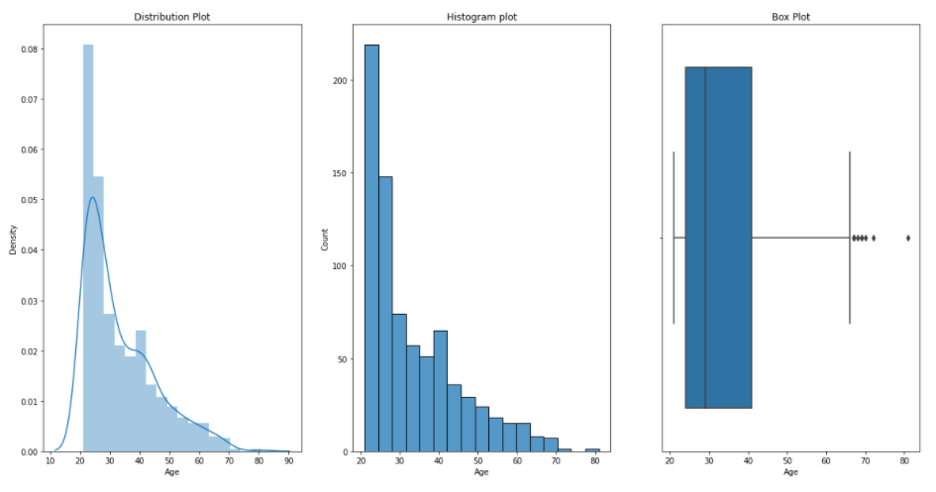 Distribution Plot
0.08
0.07
0.06
0.05
0.04
0.03
0.02
0.01
0.00
Density
10 20 30 40 50 60 70 80 90
Age
Histogram plot
200
150
100
50
0
Count
20 30 40 50 60 70 80
Age
Box Plot
20 30 40 50 60 70 80
Age